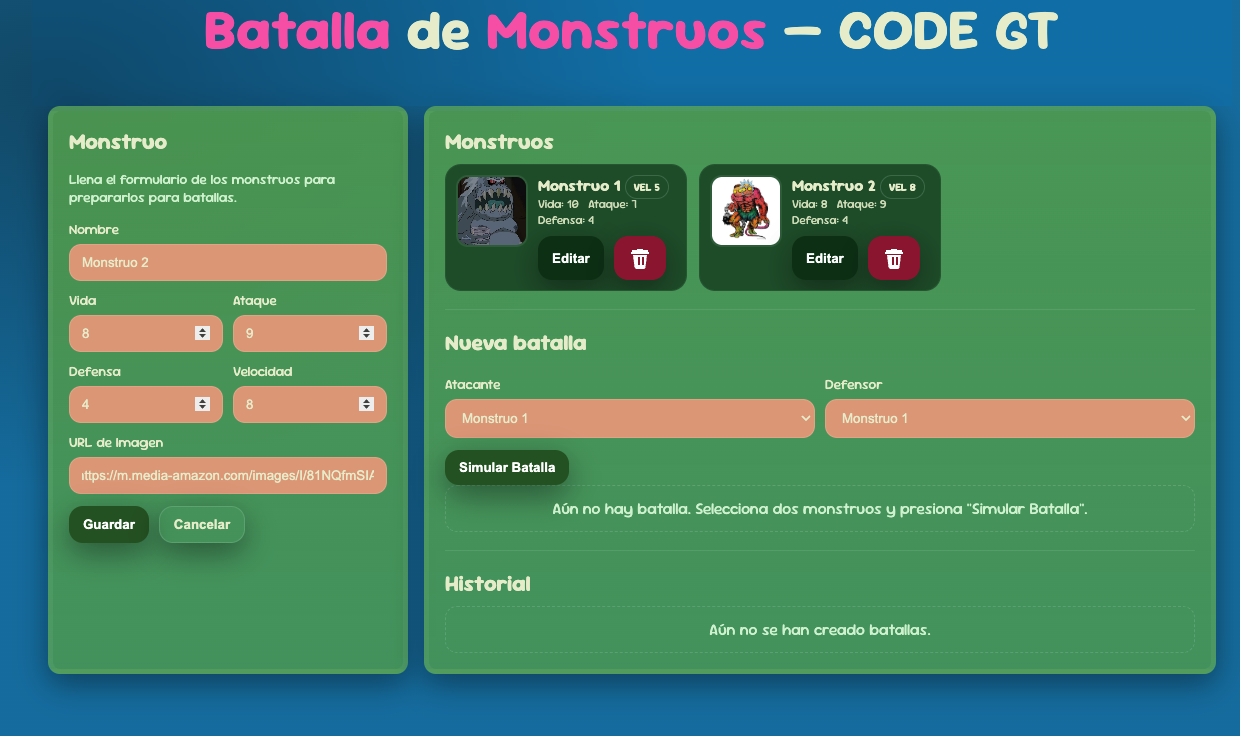 Batalla de Monstruos — CODE GT
Monstruo
Llena el formulario de los monstruos para
prepararlos para batallas.
Nombre
Monstruo 2
Vida Ataque
8 9
Defensa Velocidad
4 8
URL de Imagen
ttps://m.media-amazon.com/images/I/81NQfmSI
Guardar Cancelar
Monstruos
Monstruo 1 VEL 5
Vida: 10 Ataque: 7
Defensa: 4
Editar
Monstruo 2 VEL 8
Vida: 8 Ataque: 9
Defensa: 4
Editar
Nueva batalla
Atacante Defensor
Monstruo 1 Monstruo 1
Simular Batalla
Aún no hay batalla. Selecciona dos monstruos y presiona "Simular Batalla".
Historial
Aún no se han creado batallas.